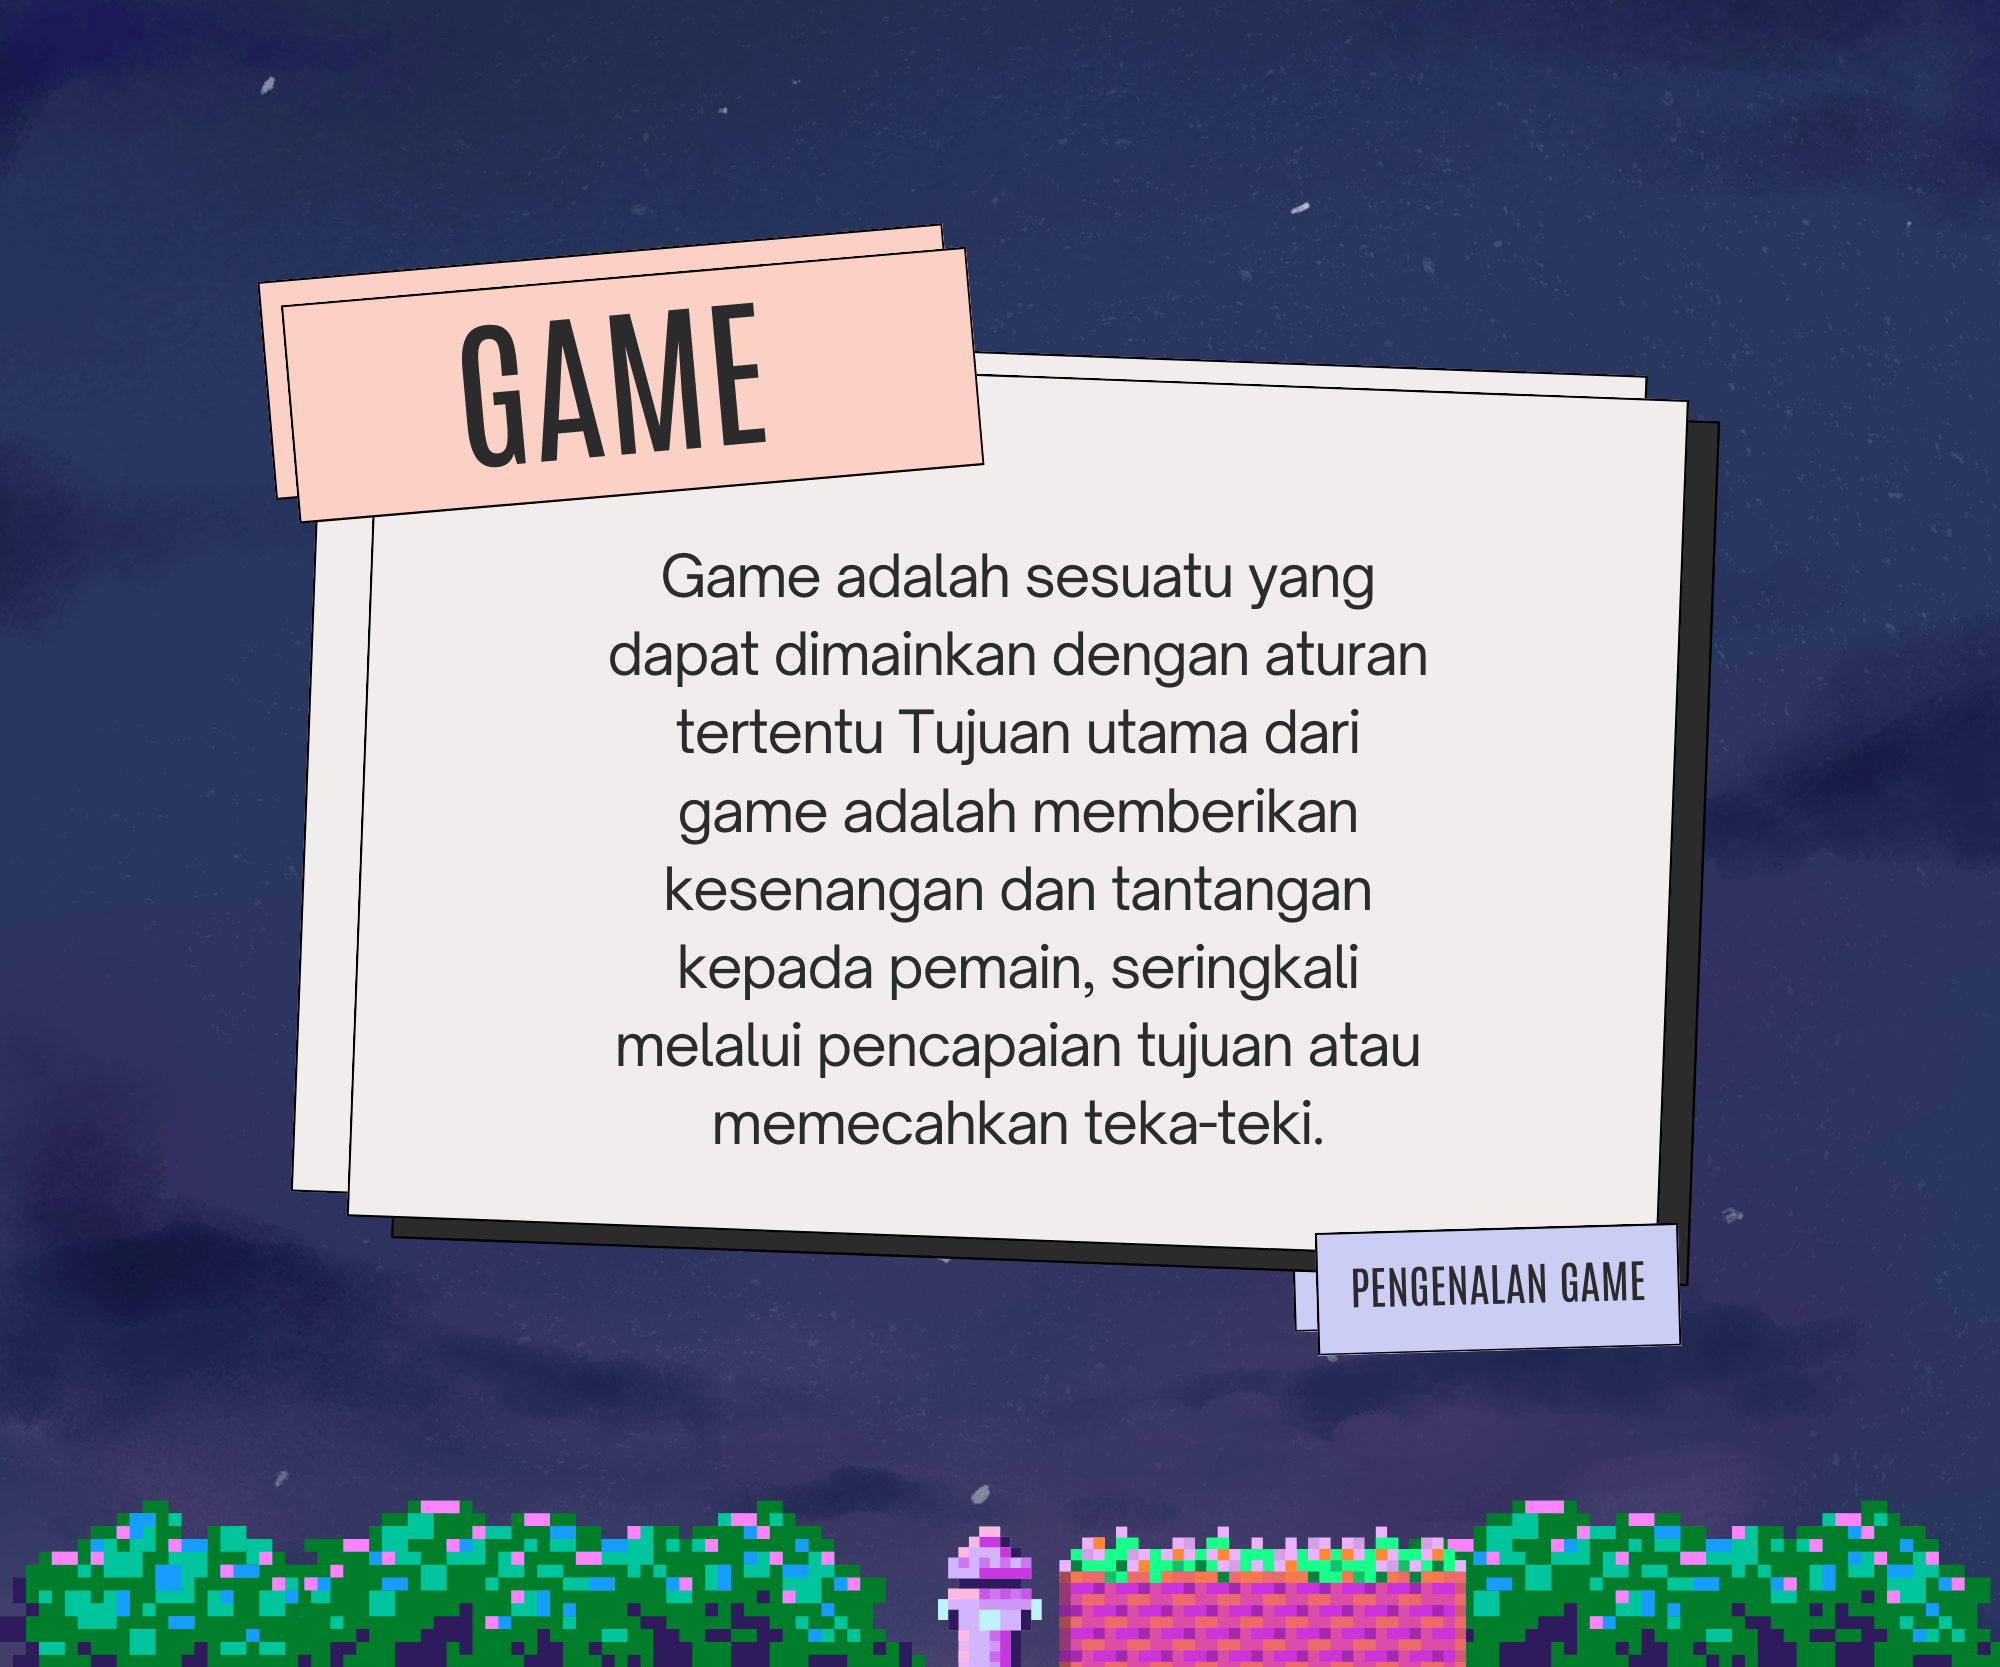 GAME
Game adalah sesuatu yang
dapat dimainkan dengan aturan
tertentu Tujuan utama dari
game adalah memberikan
kesenangan dan tantangan
kepada pemain, seringkali
melalui pencapaian tujuan atau
memecahkan teka-teki.
PENGENALAN GAME